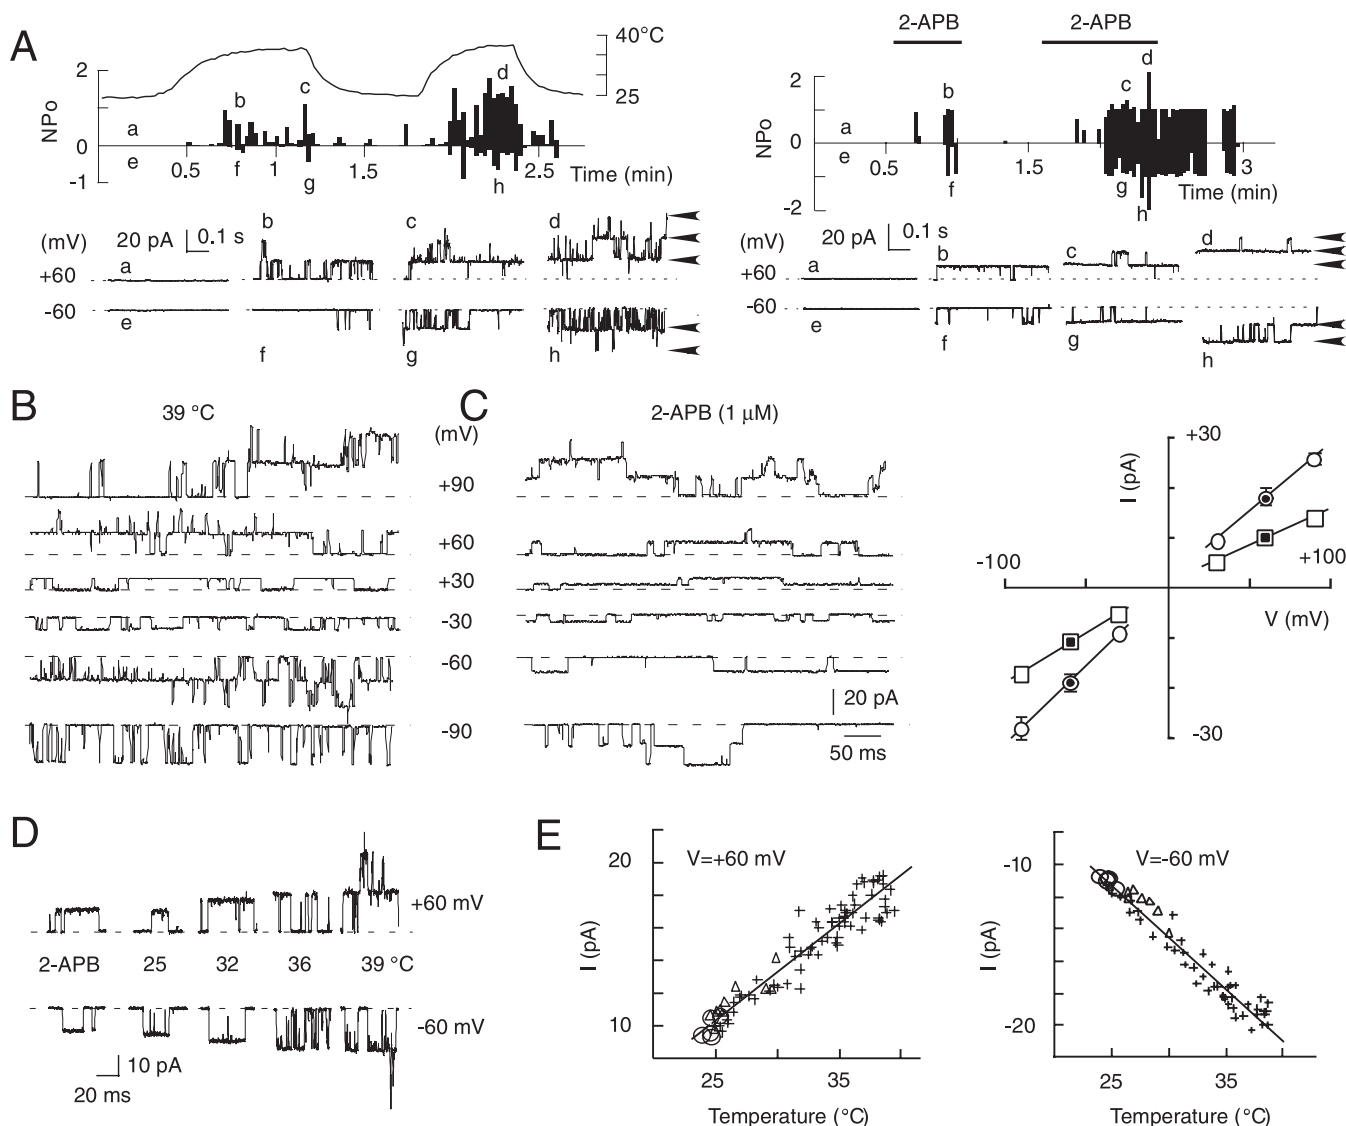 A
40°C
25
2
0
-1
NPo
a
b
c
d
e
f
g
h
0.5
1
1.5
2.5
Time (min)
(mV)
20 pA
0.1 s
+60
-60
a
b
c
d
e
f
g
h
2-APB
2-APB
2
0
-2
NPo
a
b
c
d
e
f
g
h
0.5
1.5
3
Time (min)
(mV)
20 pA
0.1 s
+60
-60
a
b
c
d
e
f
g
h
B
39 °C
(mV)
+90
+60
+30
-30
-60
-90
C
2-APB (1 µM)
20 pA
50 ms
+30
I (pA)
-100
+100
V (mV)
-30
D
+60 mV
2-APB
25
32
36
39 °C
-60 mV
10 pA
20 ms
E
V=+60 mV
20
10
I (pA)
25
35
Temperature (°C)
V=-60 mV
-10
-20
I (pA)
25
35
Temperature (°C)